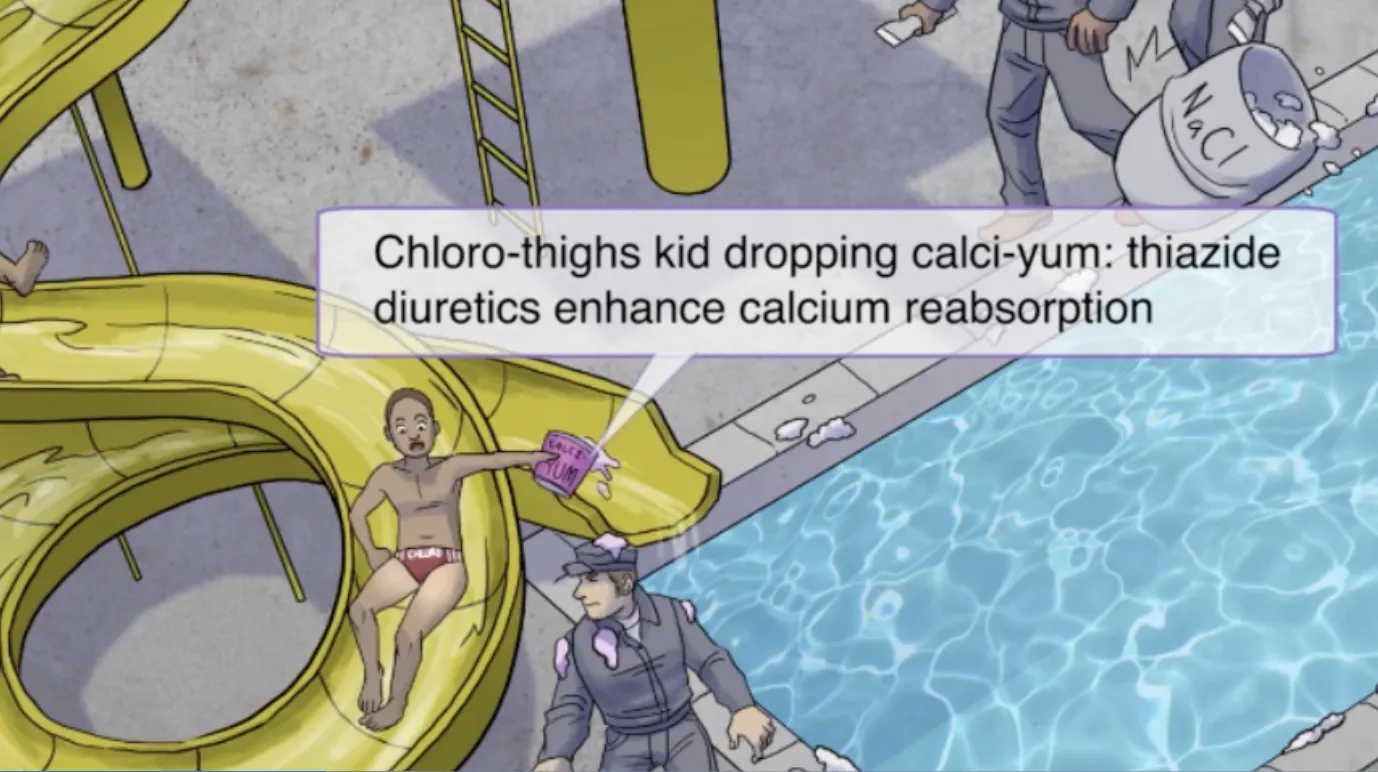 NaCl
Chloro-thighs kid dropping calci-yum: thiazide
diuretics enhance calcium reabsorption
CALCI-
YUM
CHLORO